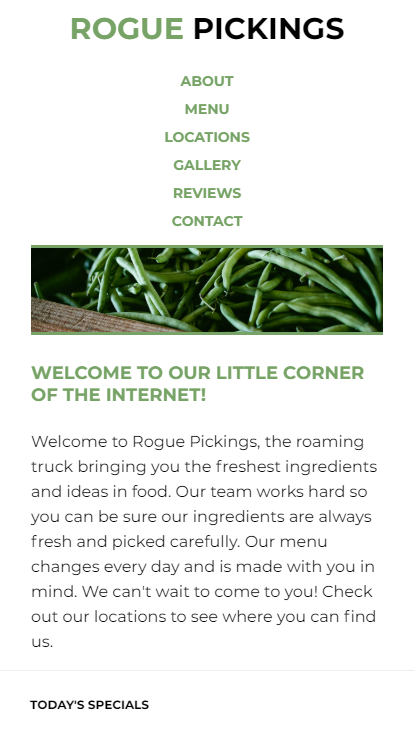 ROGUE PICKINGS
ABOUT
MENU
LOCATIONS
GALLERY
REVIEWS
CONTACT
WELCOME TO OUR LITTLE CORNER
OF THE INTERNET!
Welcome to Rogue Pickings, the roaming
truck bringing you the freshest ingredients
and ideas in food. Our team works hard so
you can be sure our ingredients are always
fresh and picked carefully. Our menu
changes every day and is made with you in
mind. We can't wait to come to you! Check
out our locations to see where you can find
us.
TODAY'S SPECIALS